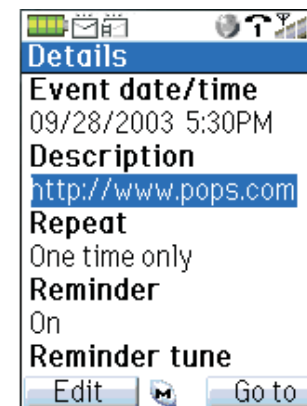 Details
Event date/time
09/28/2003 5:30PM
Description
http://www.pops.com
Repeat
One time only
Reminder
On
Reminder tune
Edit M Go to